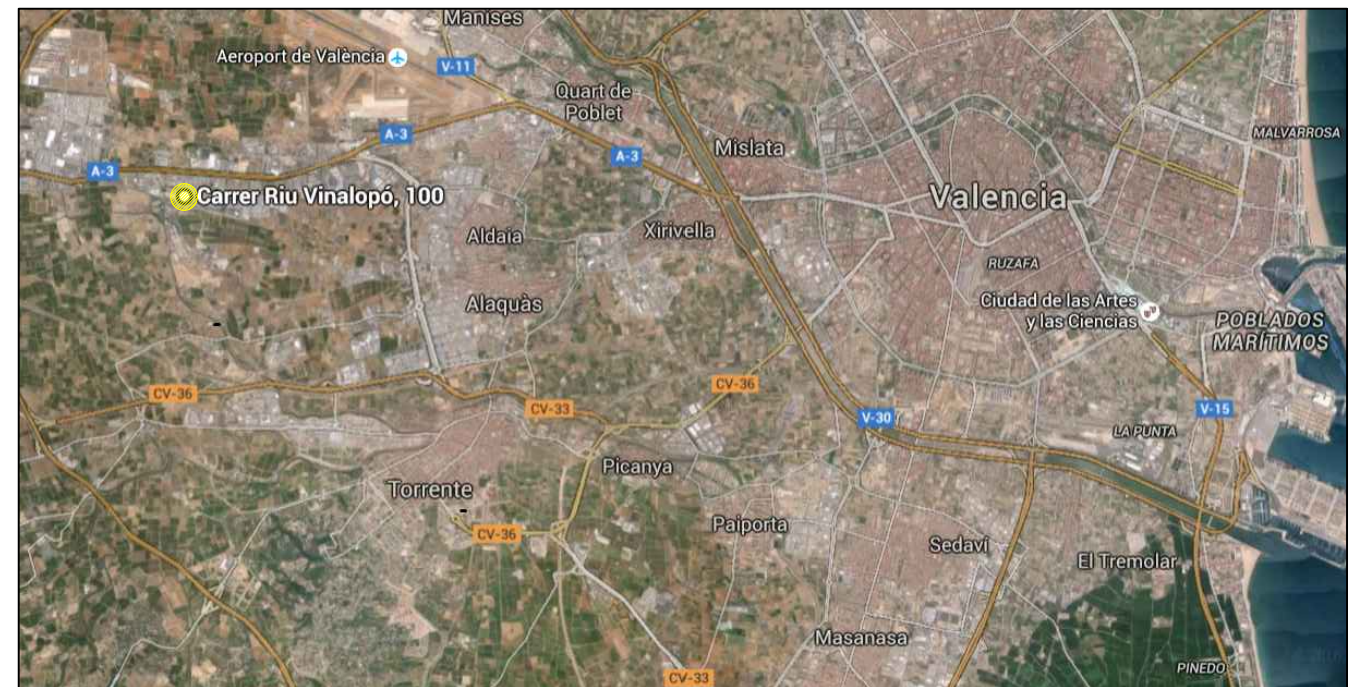 Manises
Aeroport de València
V-11
Quart de
Poblet
A-3
A-3
Mislata
MALVARROSA
A-3
Carrer Riu Vinalopó, 100
Valencia
Aldaia
Xirivella
RUZAFA
Alaquàs
Ciudad de las Artes
y las Ciencias
POBLADOS
MARÍTIMOS
CV-36
CV-36
CV-33
V-30
V-15
LA PUNTA
Picanya
Torrente
CV-36
Paiporta
Sedaví
El Tremolar
Masanasa
PINEDO
CV-33